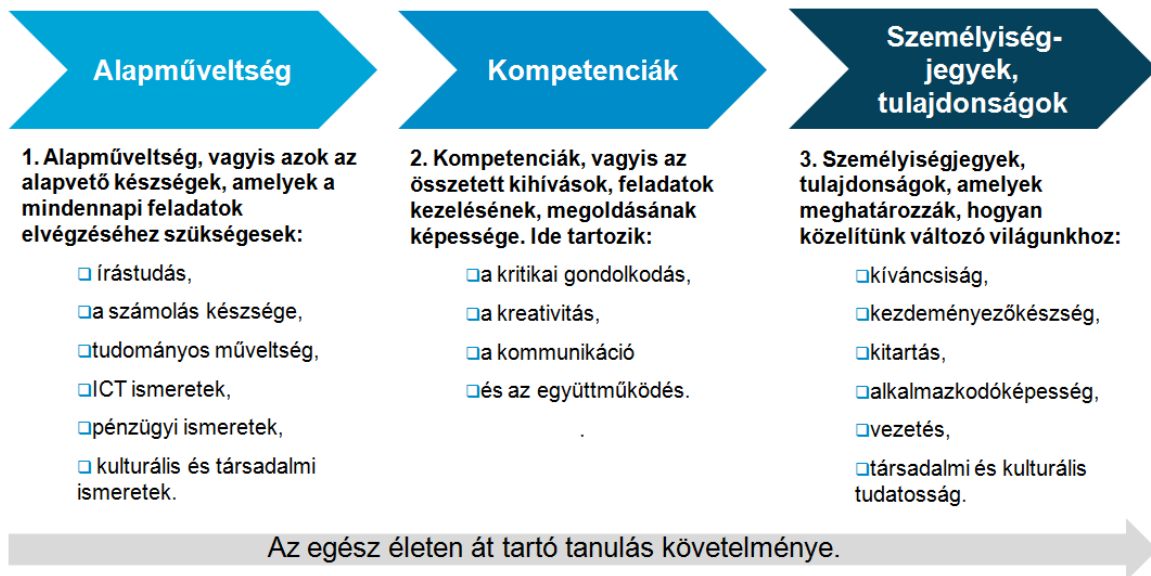 Alapműveltség
Kompetenciák
Személyiség-
jegyek,
tulajdonságok
1. Alapműveltség, vagyis azok az
alapvető készségek, amelyek a
mindennapi feladatok
elvégzéséhez szükségesek:
❑ írástudás,
❑a számolás készsége,
❑tudományos műveltség,
❑ICT ismeretek,
❑pénzügyi ismeretek,
❑ kulturális és társadalmi
ismeretek.
2. Kompetenciák, vagyis az
összetett kihívások, feladatok
kezelésének, megoldásának
képessége. Ide tartozik:
❑a kritikai gondolkodás,
❑a kreativitás,
❑a kommunikáció
❑és az együttműködés.
.
3. Személyiségjegyek,
tulajdonságok, amelyek
meghatározzák, hogyan
közelítünk változó világunkhoz:
❑kíváncsiság,
❑kezdeményezőkészség,
❑kitartás,
❑alkalmazkodóképesség,
❑vezetés,
❑társadalmi és kulturális
tudatosság.
Az egész életen át tartó tanulás követelménye.